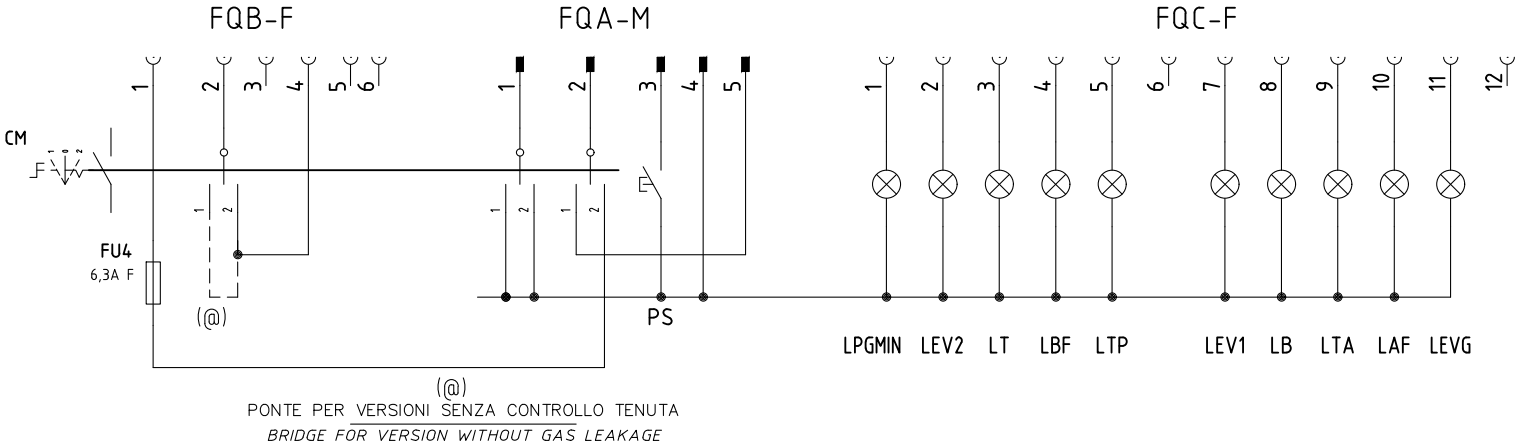 FQB-F FQA-M FQC-F
1 2 3 4 5 6 1 2 3 4 5 1 2 3 4 5 6 7 8 9 10 11 12
CM
1 0 2
1 2 1 2 1 2
FU4
6,3A F
(@)
PS
LPGMIN LEV2 LT LBF LTP LEV1 LB LTA LAF LEVG
(@)
PONTE PER VERSIONI SENZA CONTROLLO TENUTA
BRIDGE FOR VERSION WITHOUT GAS LEAKAGE